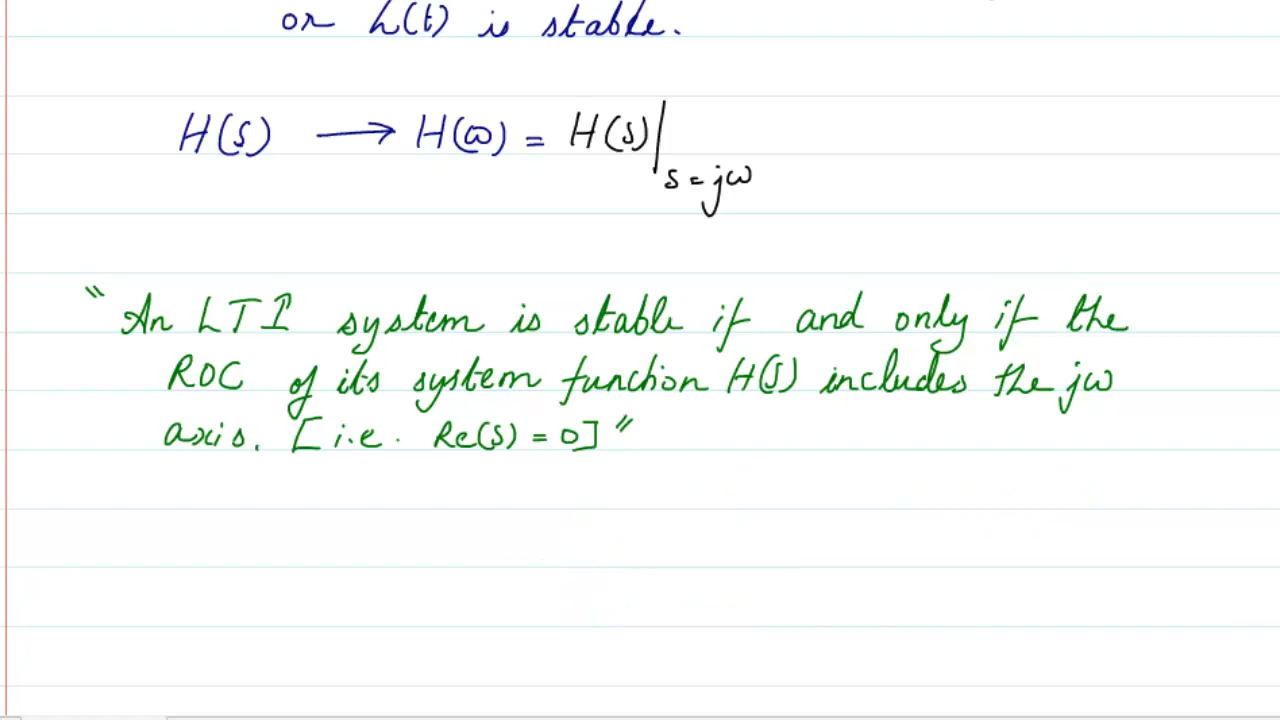 or h(t) is stable.
H(s) → H(ω) = H(s)|s=jω
"An LTI system is stable if and only if the
ROC of its system function H(s) includes the jω
axis. [i.e. Re(s) = 0]"